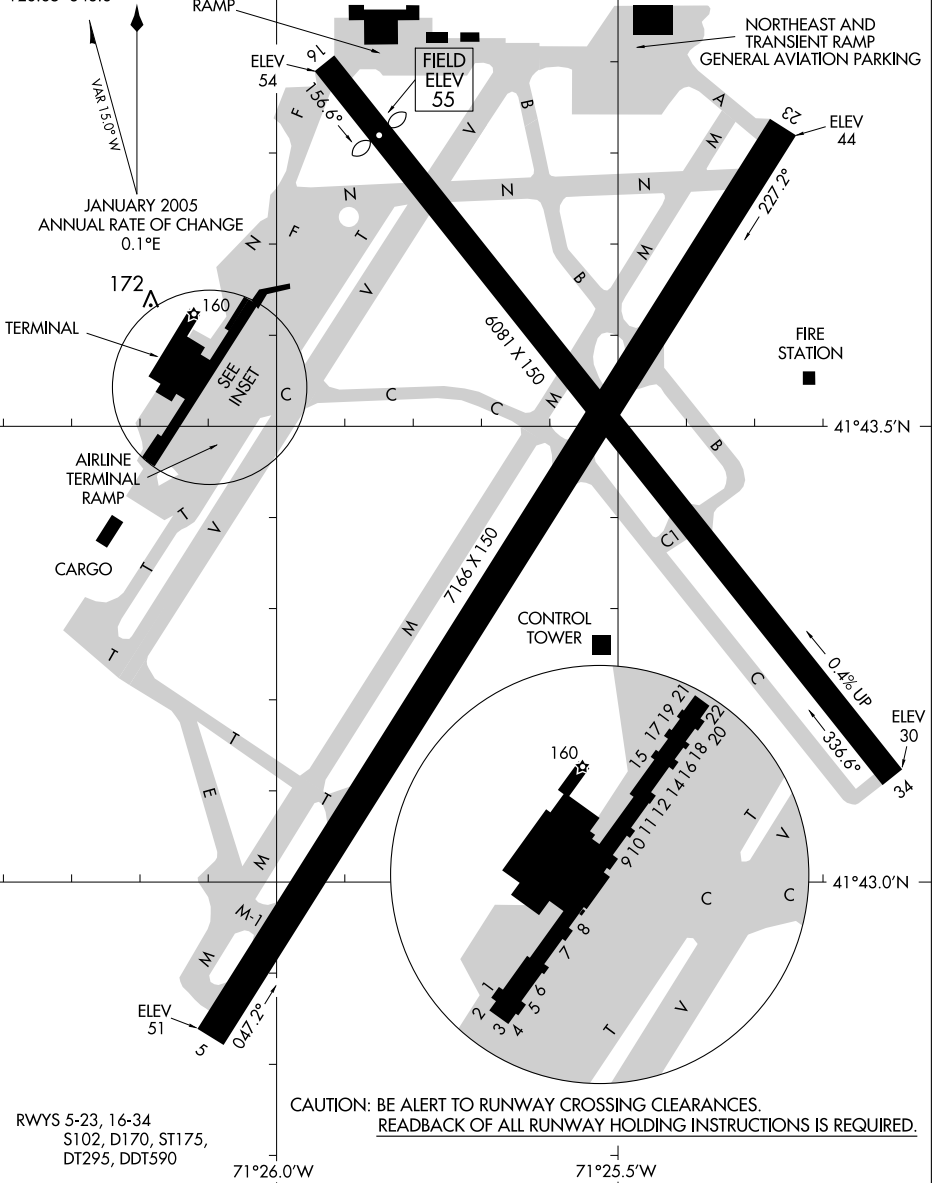 RAMP
NORTHEAST AND
TRANSIENT RAMP
GENERAL AVIATION PARKING
ELEV
54
16
FIELD
ELEV
55
156.6°
VAR 15.0° W
F
V
B
A
M
23
ELEV
44
227.2°
JANUARY 2005
ANNUAL RATE OF CHANGE
0.1°E
N
N
N
N
F
T
V
M
B
172
160
TERMINAL
SEE
INSET
6081 X 150
FIRE
STATION
C
C
C
M
B
41°43.5'N
AIRLINE
TERMINAL
RAMP
T
V
C1
CARGO
T
7166 X 150
M
CONTROL
TOWER
T
C
0.4% UP
336.6°
ELEV
30
34
T
E
T
M
M-1
M
160
15
17
19
21
22
20
18
16
14
12
11
10
9
8
7
6
5
4
3
2
1
T
V
C
C
T
V
41°43.0'N
ELEV
51
5
047.2°
RWYS 5-23, 16-34
S102, D170, ST175,
DT295, DDT590
CAUTION: BE ALERT TO RUNWAY CROSSING CLEARANCES.
READBACK OF ALL RUNWAY HOLDING INSTRUCTIONS IS REQUIRED.
71°26.0'W
71°25.5'W